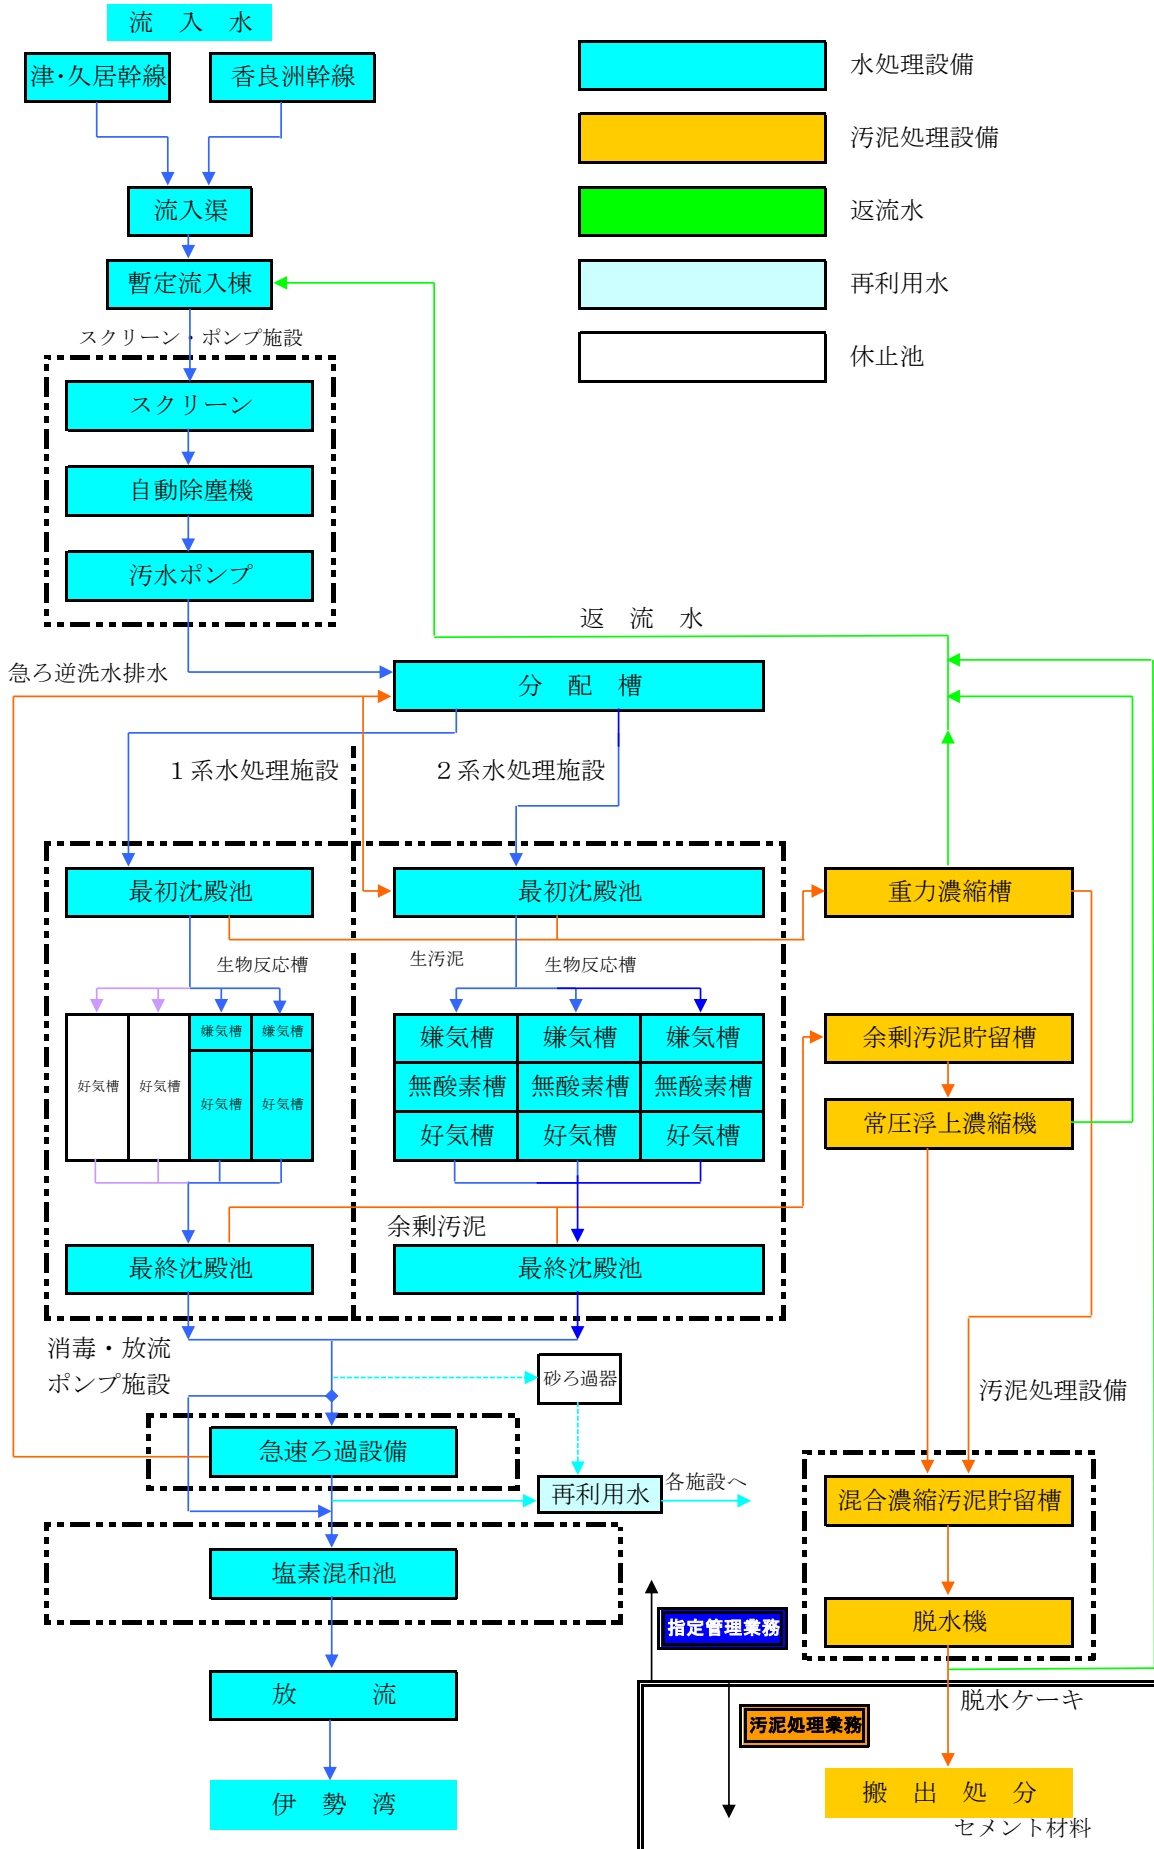 流　入　水
津・久居幹線
香良洲幹線
水処理設備
汚泥処理設備
返流水
再利用水
休止池
流入渠
暫定流入棟
スクリーン・ポンプ施設
スクリーン
自動除塵機
汚水ポンプ
返　流　水
急ろ逆洗水排水
分　配　槽
１系水処理施設
２系水処理施設
最初沈殿池
最初沈殿池
重力濃縮槽
生物反応槽
生汚泥
生物反応槽
好気槽
好気槽
嫌気槽
嫌気槽
好気槽
好気槽
嫌気槽
嫌気槽
嫌気槽
無酸素槽
無酸素槽
無酸素槽
好気槽
好気槽
好気槽
余剰汚泥貯留槽
常圧浮上濃縮機
余剰汚泥
最終沈殿池
最終沈殿池
消毒・放流
ポンプ施設
砂ろ過器
汚泥処理設備
急速ろ過設備
再利用水
各施設へ
混合濃縮汚泥貯留槽
塩素混和池
脱水機
指定管理業務
放　　　流
脱水ケーキ
汚泥処理業務
伊　勢　湾
搬　出　処　分
セメント材料